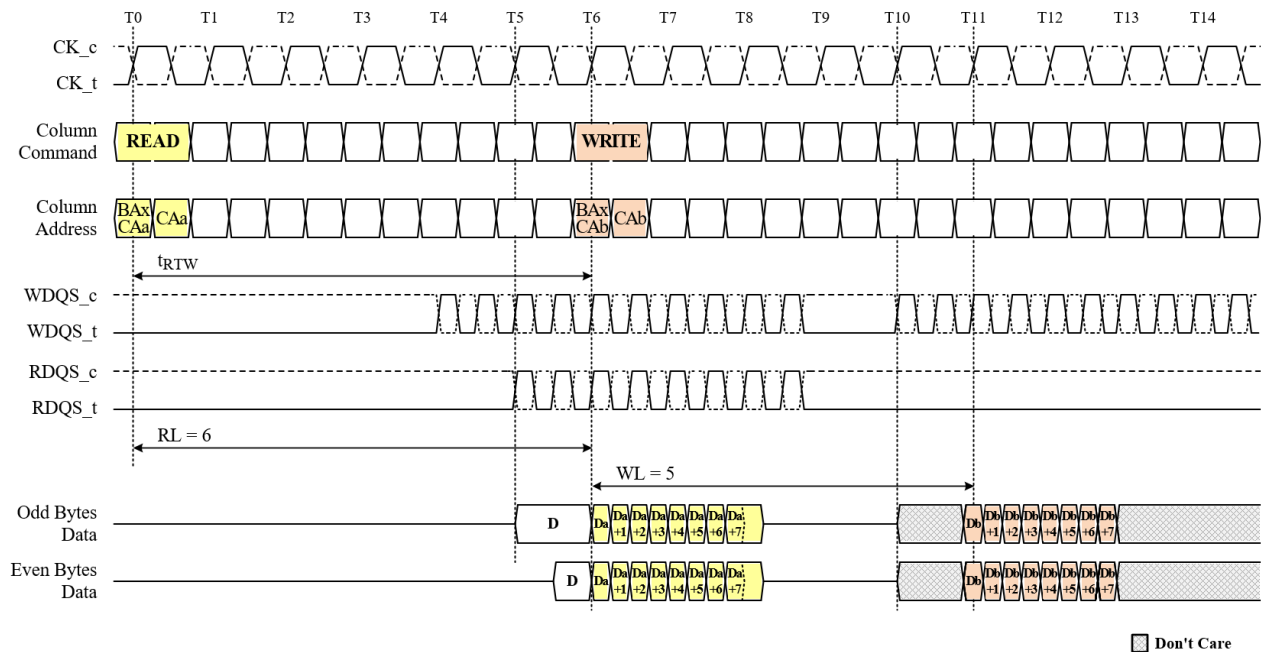 T0 T1 T2 T3 T4 T5 T6 T7 T8 T9 T10 T11 T12 T13 T14
CK_c
CK_t
Column
Command
READ WRITE
Column
Address
BAx
CAa
CAa
BAx
CAb
CAb
tRTW
WDQS_c
WDQS_t
RDQS_c
RDQS_t
RL = 6
WL = 5
Odd Bytes
Data
D Da Da Da Da Da Da Da Da Db Db Db Db Db Db Db Db
+1 +2 +3 +4 +5 +6 +7 +1 +2 +3 +4 +5 +6 +7
Even Bytes
Data
D Da Da Da Da Da Da Da Da Db Db Db Db Db Db Db Db
+1 +2 +3 +4 +5 +6 +7 +1 +2 +3 +4 +5 +6 +7
Don't Care